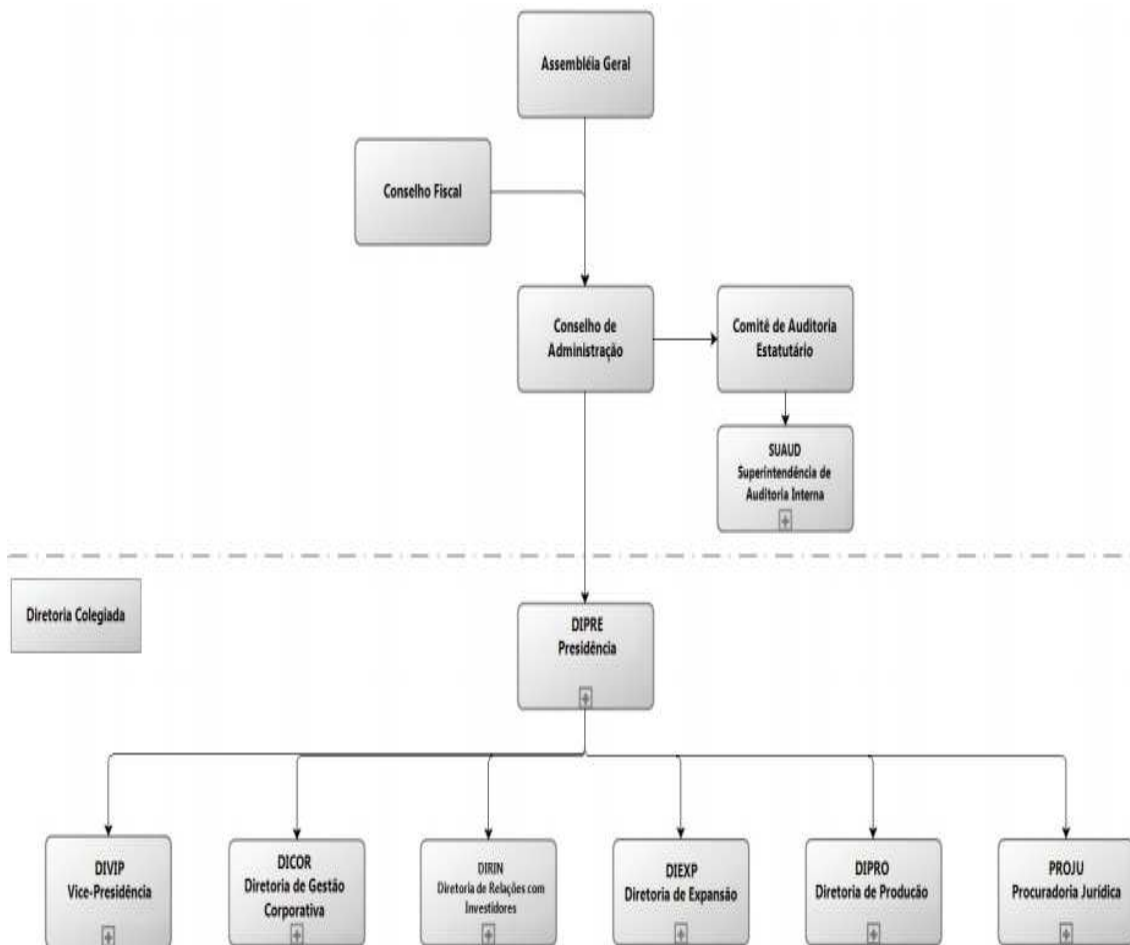 Assembléia Geral
Conselho Fiscal
Conselho de
Administração
Comitê de Auditoria
Estatutário
SUAUD
Superintendência de
Auditoria Interna
Diretoria Colegiada
DIPRE
Presidência
DIVIP
Vice-Presidência
DICOR
Diretoria de Gestão
Corporativa
DIRIN
Diretoria de Relações com
Investidores
DIEXP
Diretoria de Expansão
DIPRO
Diretoria de Producão
PROJU
Procuradoria Jurídica